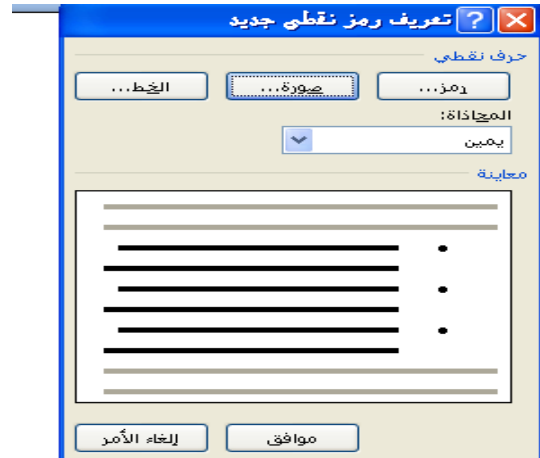 تعريف رمز نقطي جديد
حرف نقطي
رمز... صورة... الخط...
المحاذاة:
يمين
معاينة
موافق إلغاء الأمر